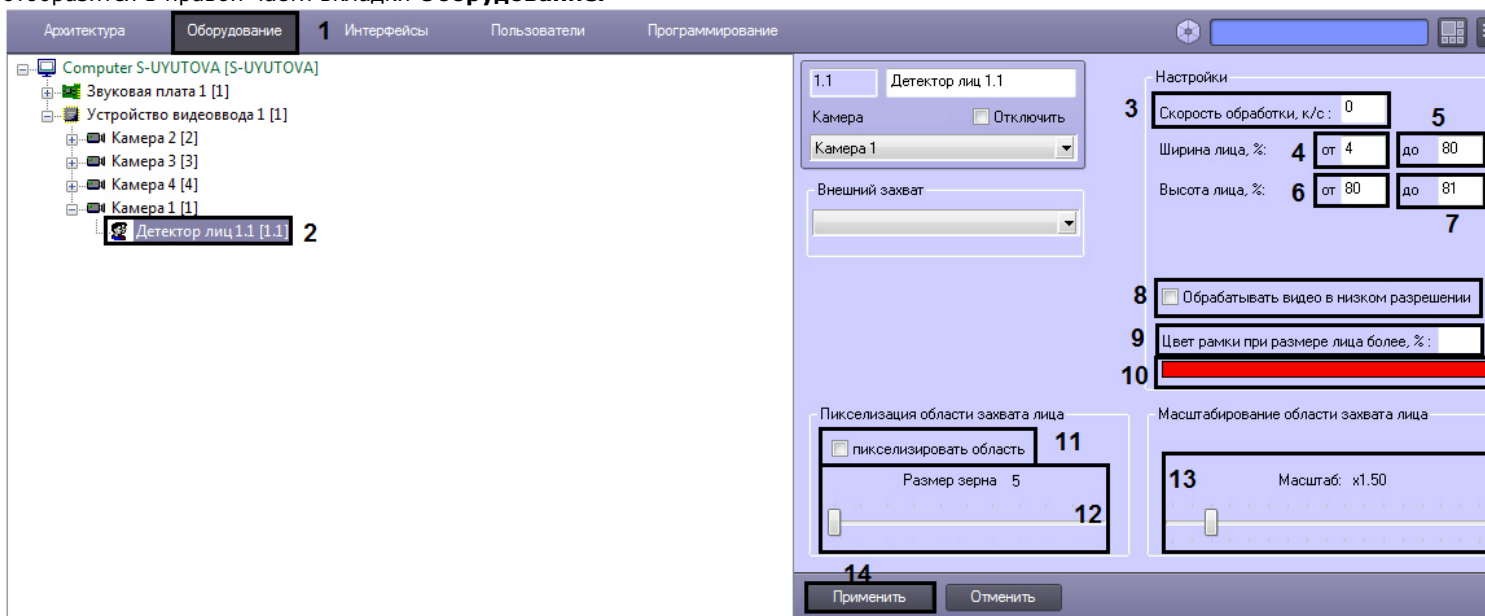 отобразится в правой части вкладки Оборудование.
Архитектура Оборудование 1 Интерфейсы Пользователи Программирование
Computer S-UYUTOVA [S-UYUTOVA]
Звуковая плата 1 [1]
Устройство видеоввода 1 [1]
Камера 2 [2]
Камера 3 [3]
Камера 4 [4]
Камера 1 [1]
Детектор лиц 1.1 [1.1] 2
1.1 Детектор лиц 1.1
Камера Отключить
Камера 1
Внешний захват
Настройки
3 Скорость обработки, к/с : 0
5
Ширина лица, %: 4 от 4 до 80
Высота лица, %: 6 от 80 до 81
7
8 Обрабатывать видео в низком разрешении
9 Цвет рамки при размере лица более, % :
10
Пикселизация области захвата лица
пикселизировать область 11
Размер зерна 5
12
Масштабирование области захвата лица
13 Масштаб: x1.50
14
Применить Отменить